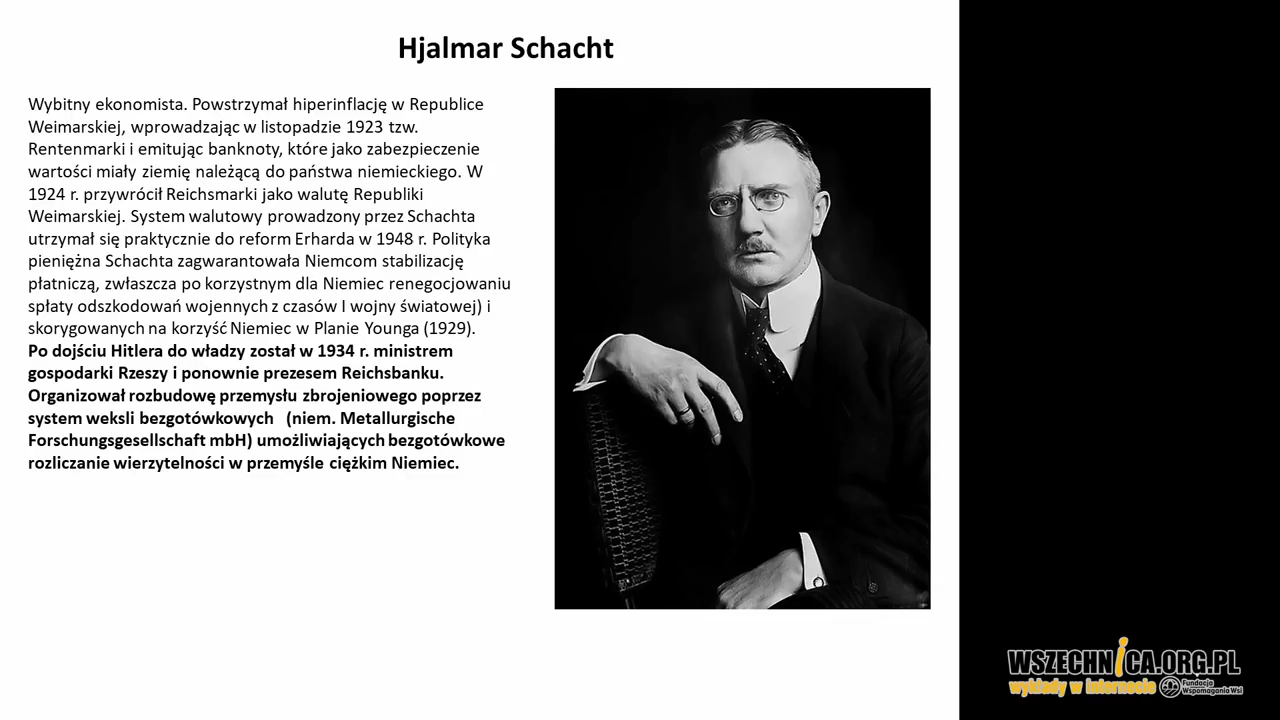 Hjalmar Schacht
Wybitny ekonomista. Powstrzymał hiperinflację w Republice
Weimarskiej, wprowadzając w listopadzie 1923 tzw.
Rentenmarki i emitując banknoty, które jako zabezpieczenie
wartości miały ziemię należącą do państwa niemieckiego. W
1924 r. przywrócił Reichsmarki jako walutę Republiki
Weimarskiej. System walutowy prowadzony przez Schachta
utrzymał się praktycznie do reform Erharda w 1948 r. Polityka
pieniężna Schachta zagwarantowała Niemcom stabilizację
płatniczą, zwłaszcza po korzystnym dla Niemiec renegocjowaniu
spłaty odszkodowań wojennych z czasów I wojny światowej) i
skorygowanych na korzyść Niemiec w Planie Younga (1929).
Po dojściu Hitlera do władzy został w 1934 r. ministrem
gospodarki Rzeszy i ponownie prezesem Reichsbanku.
Organizował rozbudowę przemysłu zbrojeniowego poprzez
system weksli bezgotówkowych (niem. Metallurgische
Forschungsgesellschaft mbH) umożliwiających bezgotówkowe
rozliczanie wierzytelności w przemyśle ciężkim Niemiec.
WSZECHNICA.ORG.PL
wykłady w internecie
Fundacja
Wspomagania Wsi